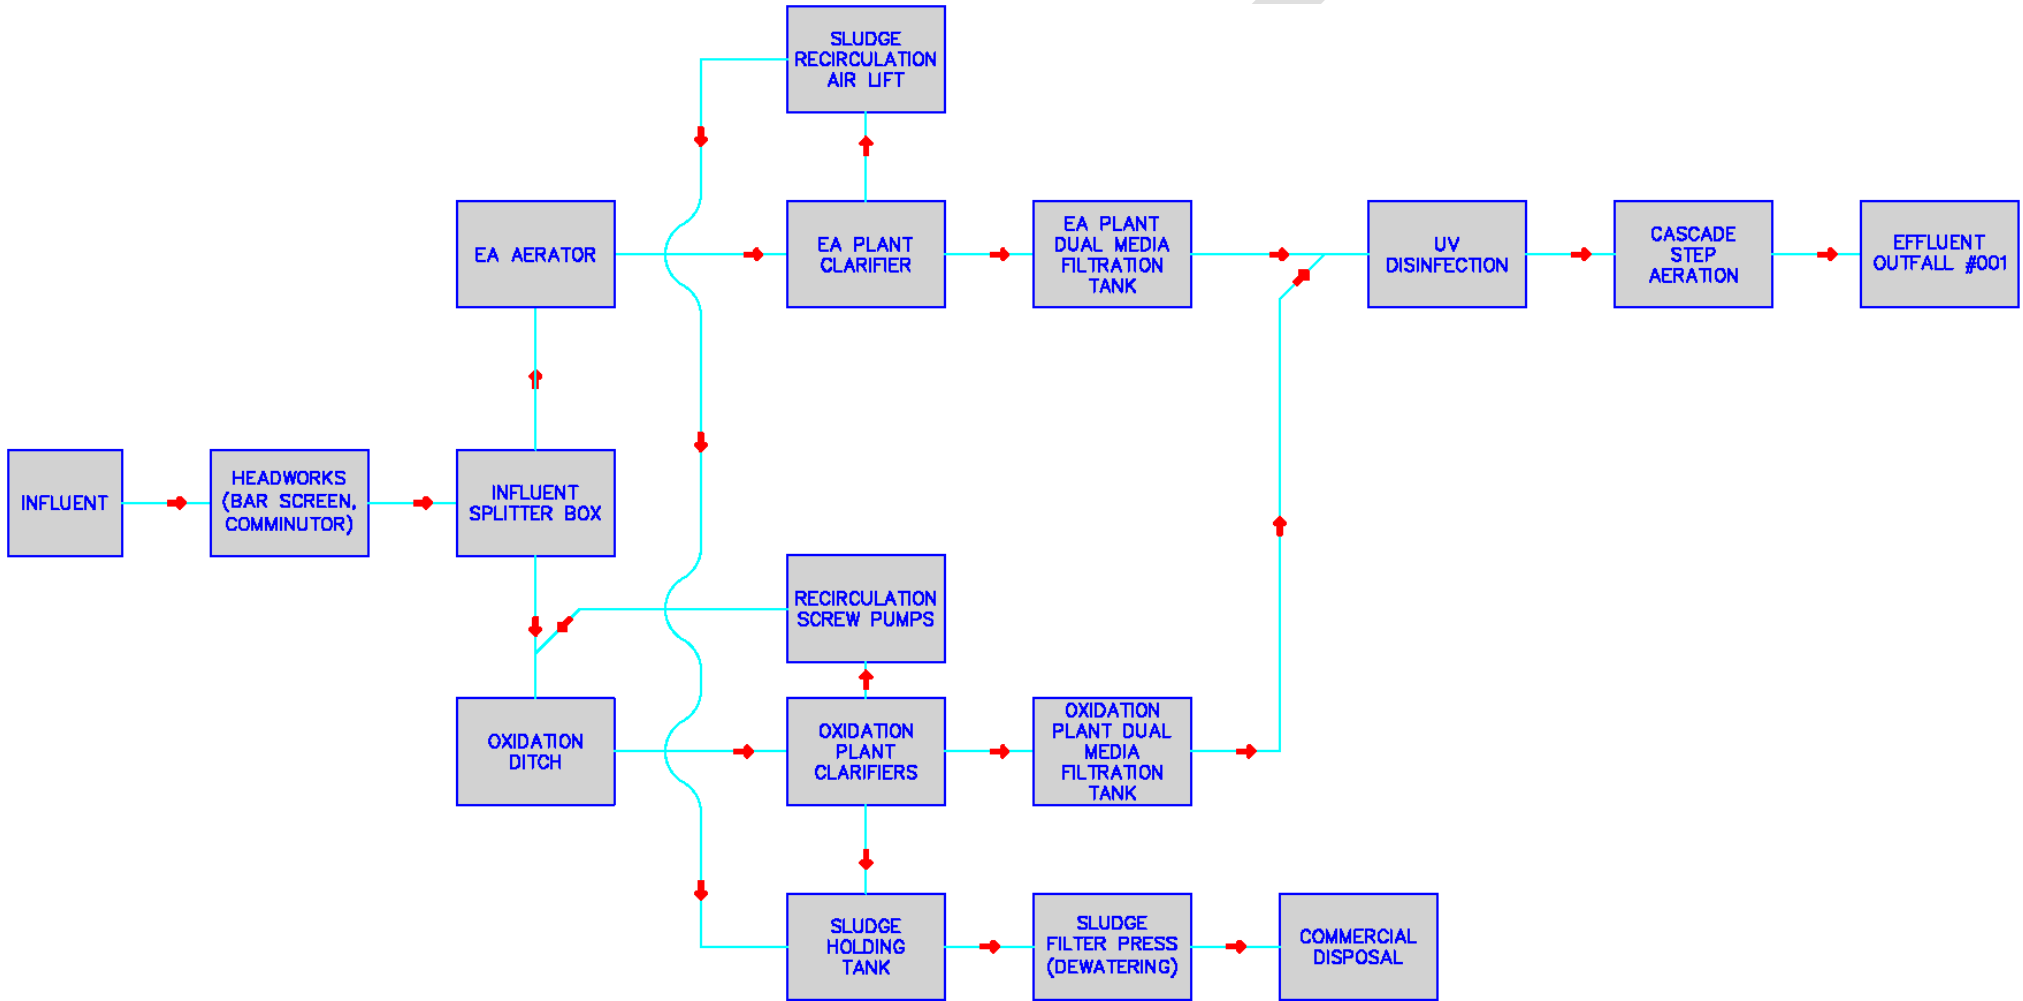 SLUDGE
RECIRCULATION
AIR LIFT
EA AERATOR
EA PLANT
CLARIFIER
EA PLANT
DUAL MEDIA
FILTRATION
TANK
UV
DISINFECTION
CASCADE
STEP
AERATION
EFFLUENT
OUTFALL #001
INFLUENT
HEADWORKS
(BAR SCREEN,
COMMINUTOR)
INFLUENT
SPLITTER BOX
RECIRCULATION
SCREW PUMPS
OXIDATION
DITCH
OXIDATION
PLANT
CLARIFIERS
OXIDATION
PLANT DUAL
MEDIA
FILTRATION
TANK
SLUDGE
HOLDING
TANK
SLUDGE
FILTER PRESS
(DEWATERING)
COMMERCIAL
DISPOSAL